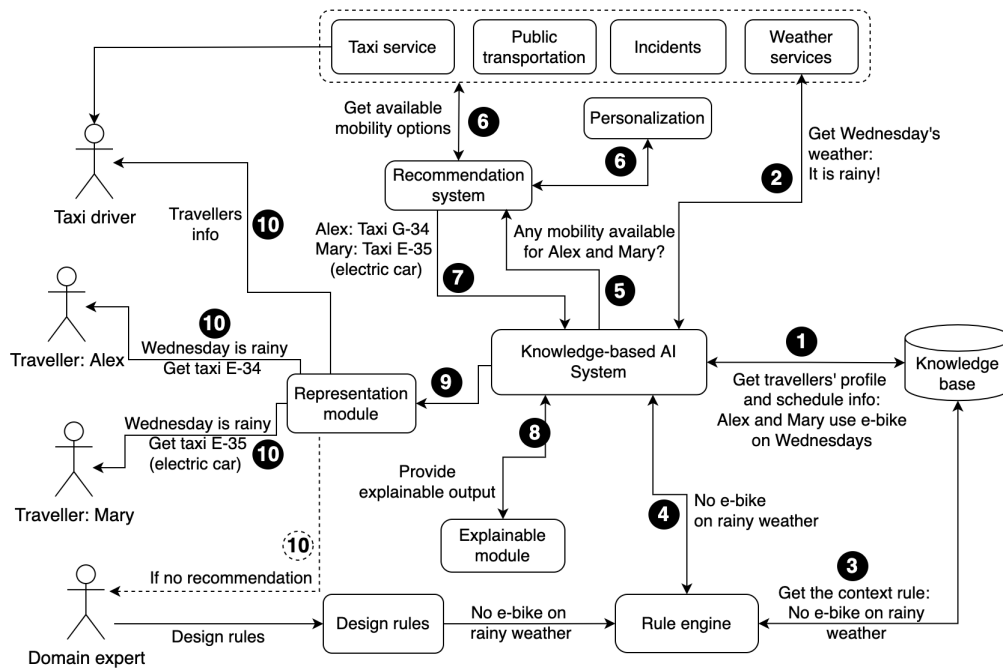 Taxi service
Public
transportation
Incidents
Weather
services
Get available
mobility options
6
Personalization
6
Recommendation
system
2
Get Wednesday's
weather:
It is rainy!
Taxi driver
Travellers
info
10
Alex: Taxi G-34
Mary: Taxi E-35
(electric car)
7
Any mobility available
for Alex and Mary?
5
Traveller: Alex
10
Wednesday is rainy
Get taxi E-34
Representation
module
9
Knowledge-based AI
System
1
Get travellers' profile
and schedule info:
Alex and Mary use e-bike
on Wednesdays
Knowledge
base
Traveller: Mary
Wednesday is rainy
Get taxi E-35
(electric car)
10
8
Provide
explainable output
Explainable
module
4
No e-bike
on rainy weather
10
If no recommendation
3
Get the context rule:
No e-bike on rainy
weather
Domain expert
Design rules
Design rules
No e-bike on
rainy weather
Rule engine